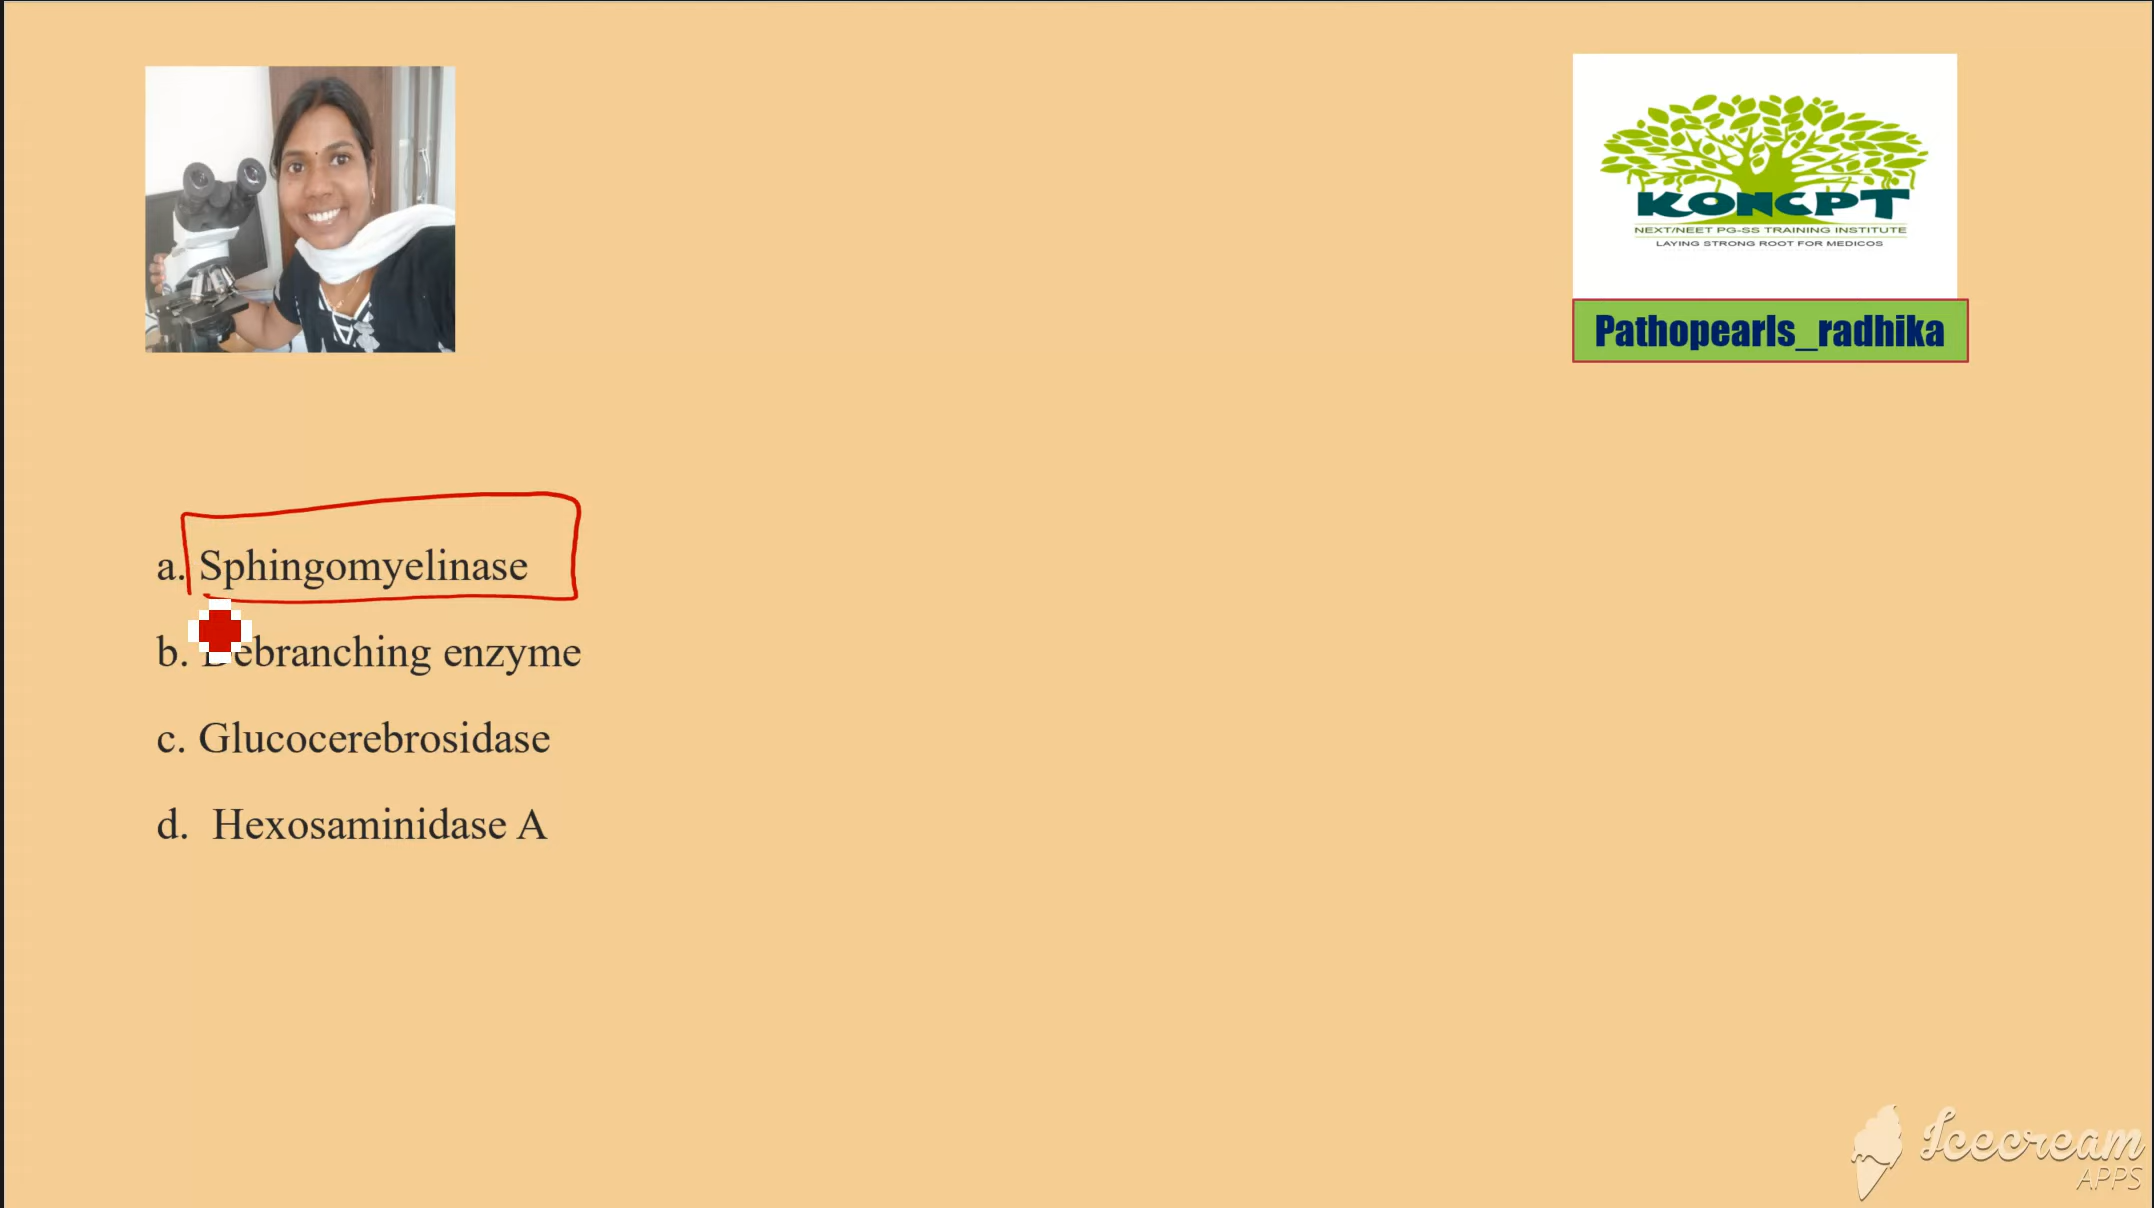 KONCPT
NEXT/NEET PG-SS TRAINING INSTITUTE
LAYING STRONG ROOT FOR MEDICOS
Pathopearls_radhika
a. Sphingomyelinase
b. Debranching enzyme
c. Glucocerebrosidase
d. Hexosaminidase A
Icecream
APPS